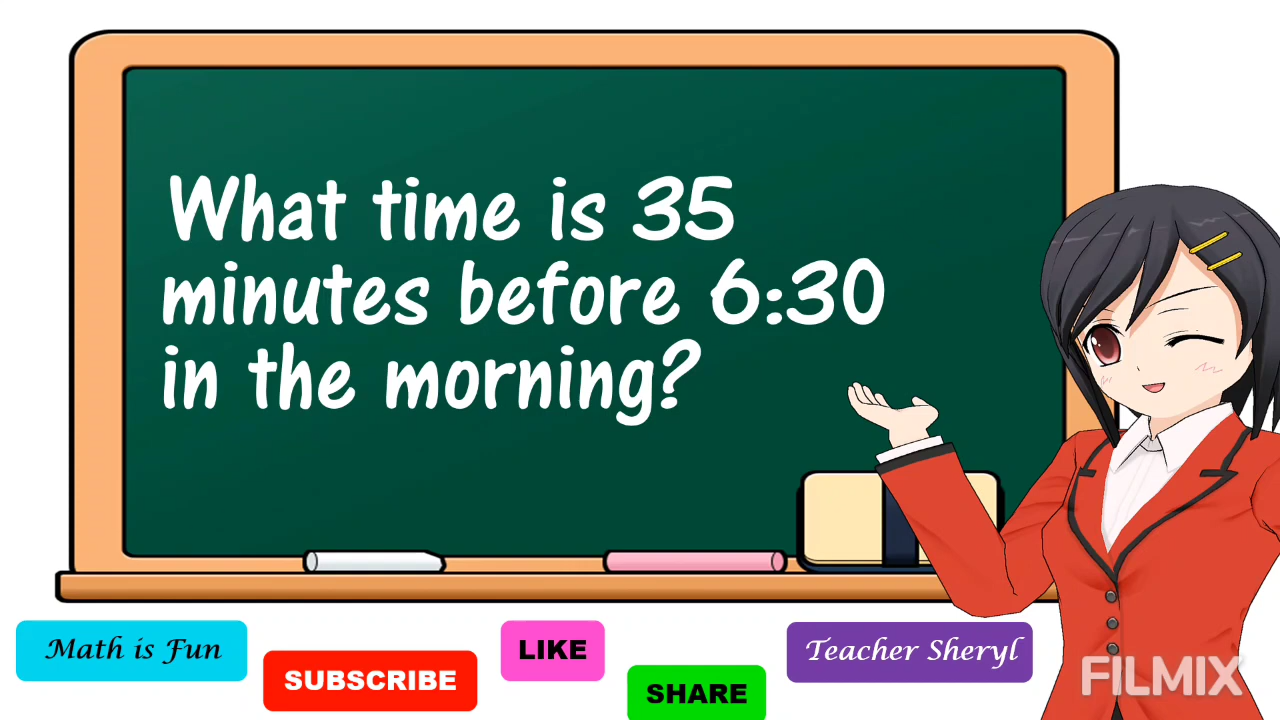 What time is 35
minutes before 6:30
in the morning?
Math is Fun
SUBSCRIBE
LIKE
SHARE
Teacher Sheryl
FILMIX